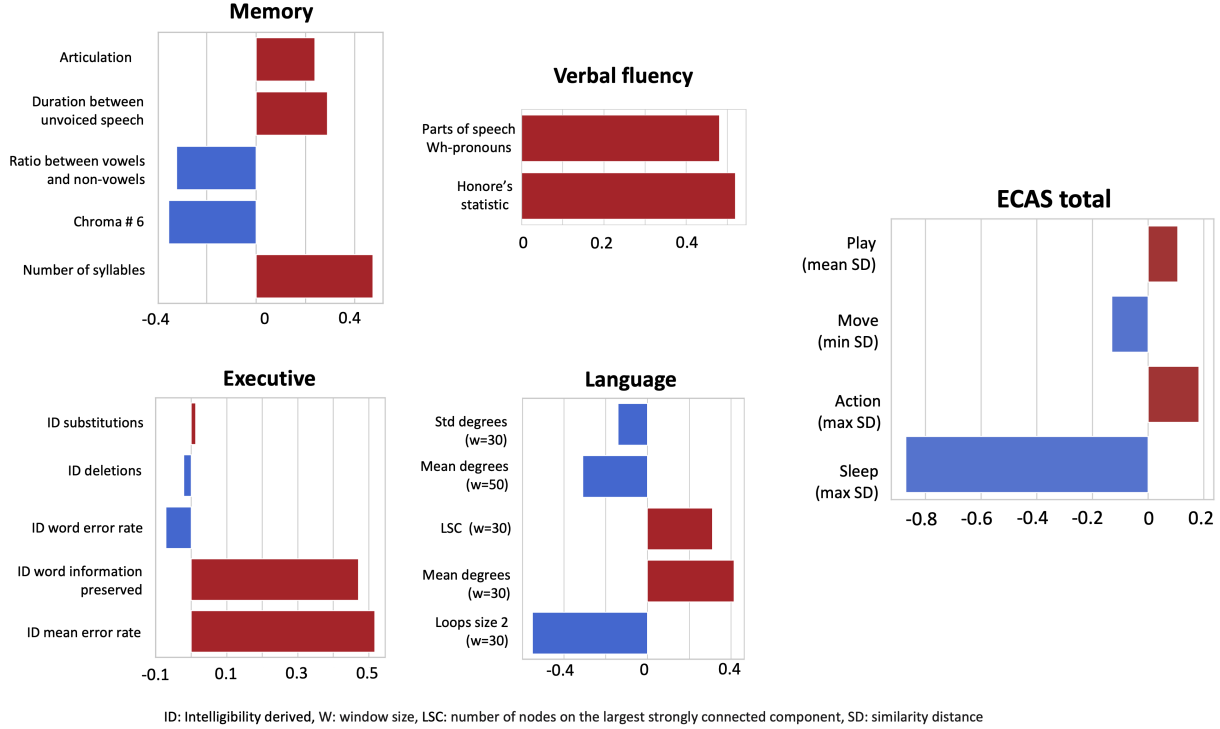 Memory
Articulation
Duration between
unvoiced speech
Ratio between vowels
and non-vowels
Chroma # 6
Number of syllables
-0.4 0 0.4
Verbal fluency
Parts of speech
Wh-pronouns
Honore's
statistic
0 0.2 0.4
ECAS total
Play
(mean SD)
Move
(min SD)
Action
(max SD)
Sleep
(max SD)
-0.8 -0.6 -0.4 -0.2 0 0.2
Executive
ID substitutions
ID deletions
ID word error rate
ID word information
preserved
ID mean error rate
-0.1 0.1 0.3 0.5
Language
Std degrees
(w=30)
Mean degrees
(w=50)
LSC (w=30)
Mean degrees
(w=30)
Loops size 2
(w=30)
-0.4 0 0.4
ID: Intelligibility derived, W: window size, LSC: number of nodes on the largest strongly connected component, SD: similarity distance